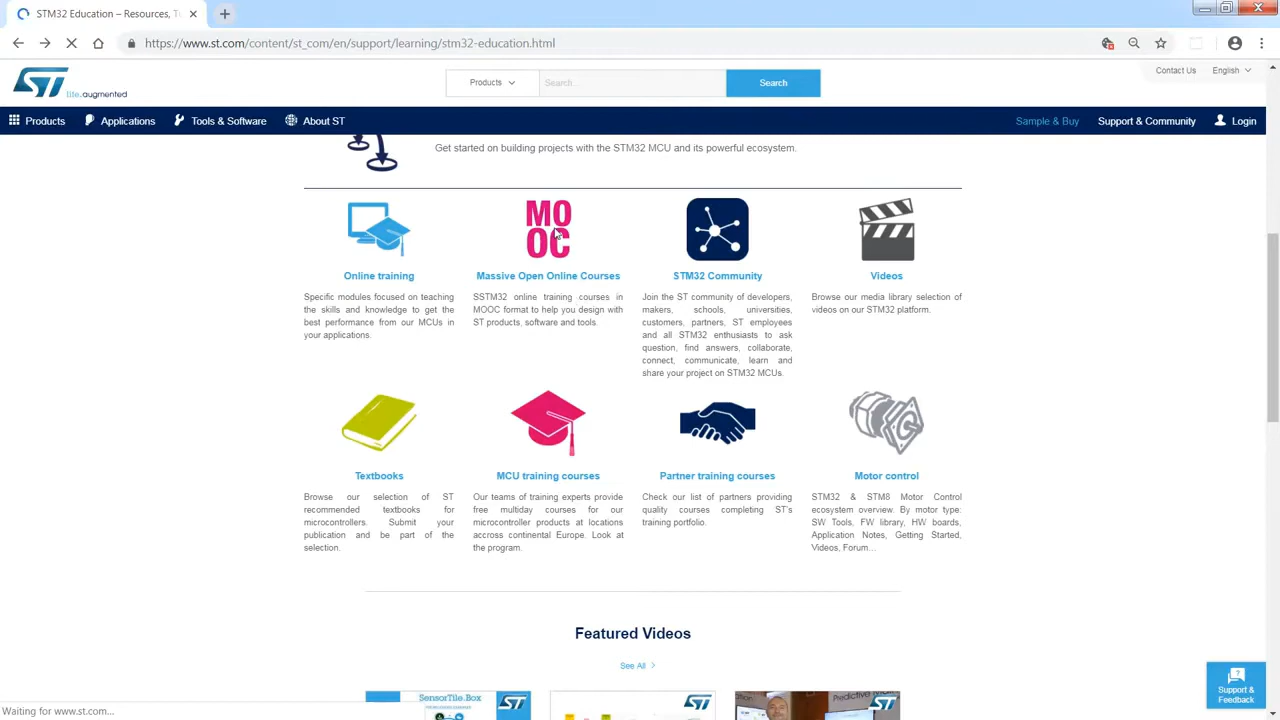 STM32 Education – Resources, T
https://www.st.com/content/st_com/en/support/learning/stm32-education.html
Contact Us English
ST life.augmented
Products Search... Search
Products Applications Tools & Software About ST Sample & Buy Support & Community Login
Get started on building projects with the STM32 MCU and its powerful ecosystem.
MO
OC
Online training
Specific modules focused on teaching
the skills and knowledge to get the
best performance from our MCUs in
your applications.
Massive Open Online Courses
SSTM32 online training courses in
MOOC format to help you design with
ST products, software and tools.
STM32 Community
Join the ST community of developers,
makers, schools, universities,
customers, partners, ST employees
and all STM32 enthusiasts to ask
question, find answers, collaborate,
connect, communicate, learn and
share your project on STM32 MCUs.
Videos
Browse our media library selection of
videos on our STM32 platform.
Textbooks
Browse our selection of ST
recommended textbooks for
microcontrollers. Submit your
publication and be part of the
selection.
MCU training courses
Our teams of training experts provide
free multiday courses for our
microcontroller products at locations
accross continental Europe. Look at
the program.
Partner training courses
Check our list of partners providing
quality courses completing ST's
training portfolio.
Motor control
STM32 & STM8 Motor Control
ecosystem overview. By motor type:
SW Tools. FW library, HW boards,
Application Notes, Getting Started,
Videos, Forum...
Featured Videos
See All
SensorTile.Box ST
ST
Predictive ST
Support &
Feedback
Waiting for www.st.com...